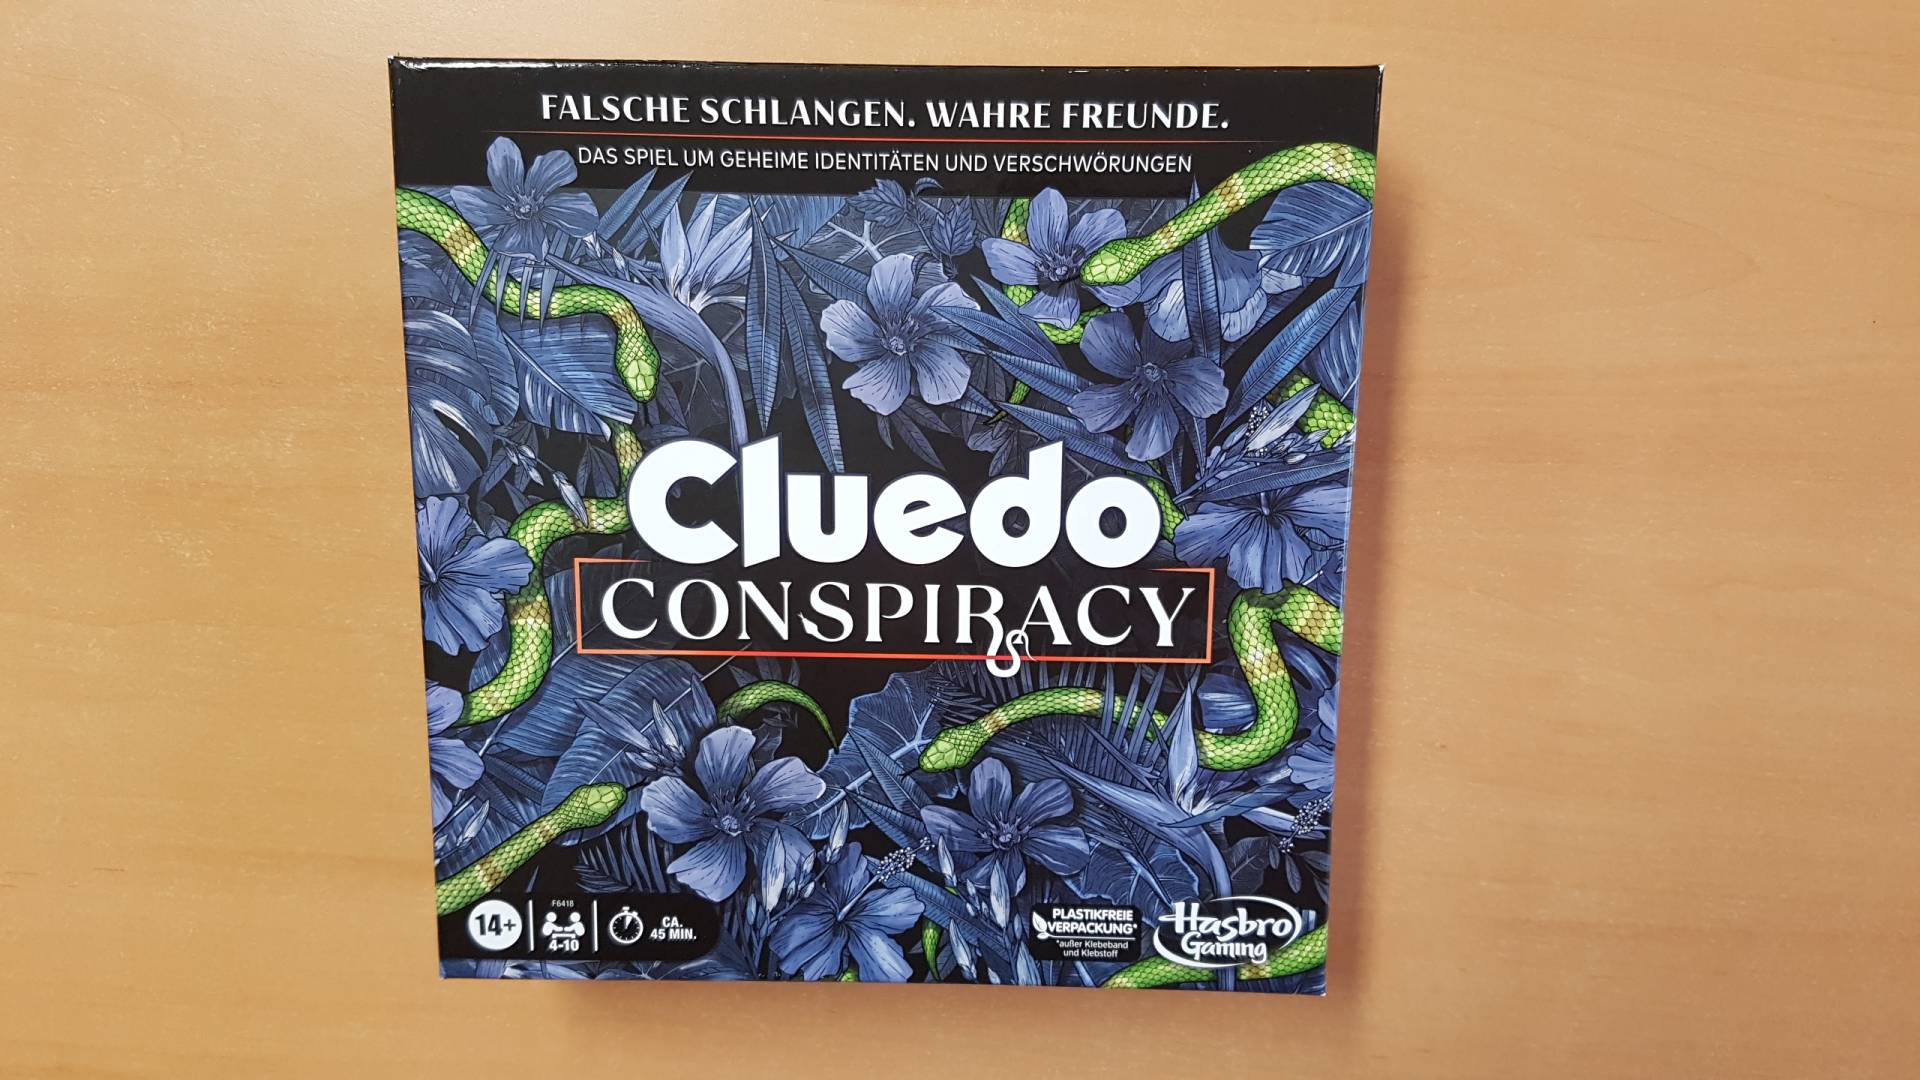 FALSCHE SCHLANGEN. WAHRE FREUNDE.
DAS SPIEL UM GEHEIME IDENTITÄTEN UND VERSCHWÖRUNGEN
Cluedo
CONSPIRACY
14+
F6418
4-10
CA.
45 MIN.
PLASTIKFREIE
VERPACKUNG*
*außer Klebeband
und Klebstoff
Hasbro
Gaming